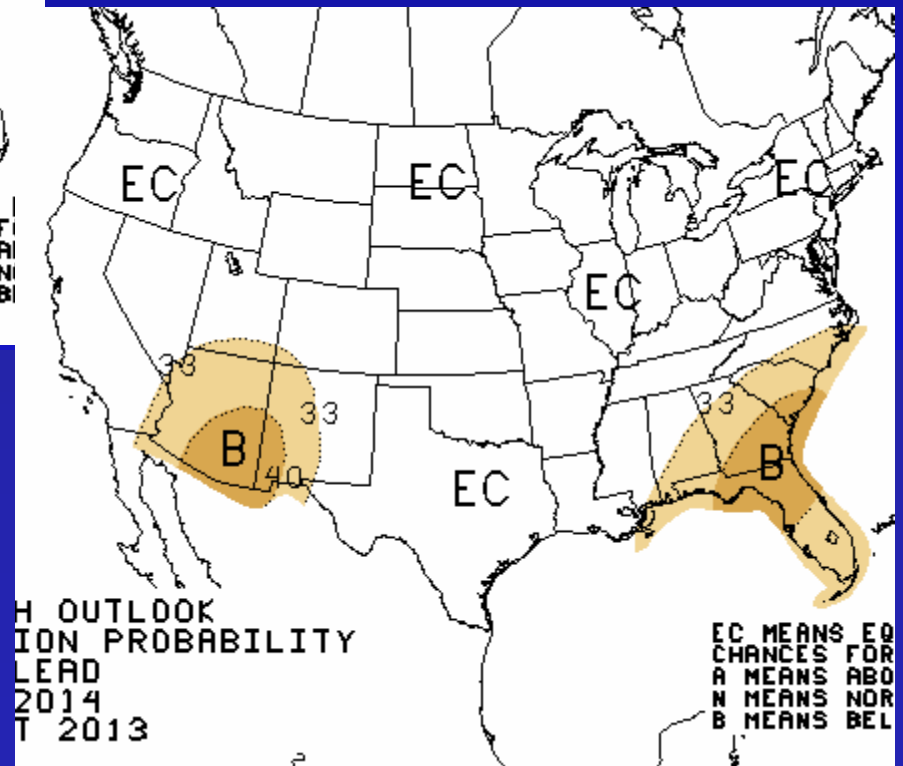 EC
EC
EC
EC
33
33
33
B
B
40
EC
H OUTLOOK
ION PROBABILITY
LEAD
2014
T 2013
EC MEANS EQ
CHANCES FOR
A MEANS ABO
N MEANS NOR
B MEANS BEL